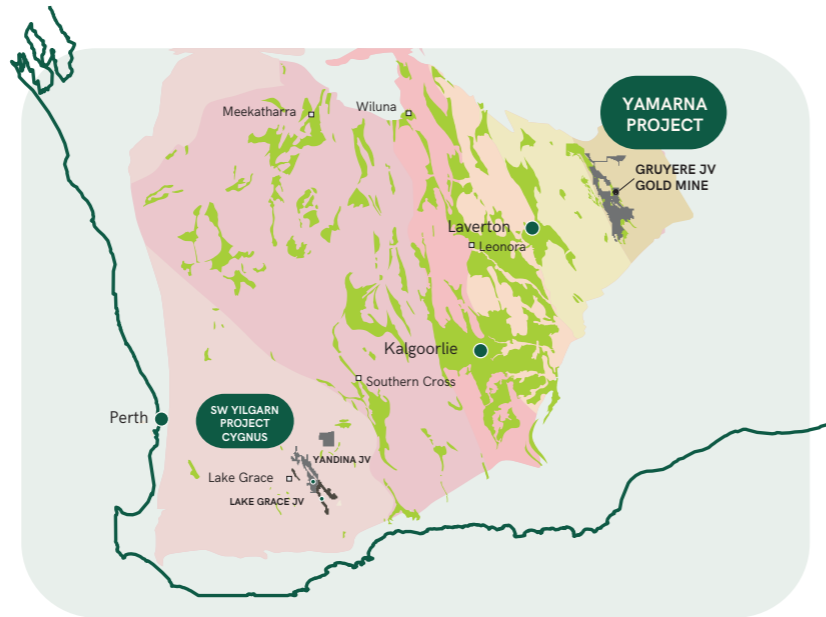 YAMARNA
PROJECT
Meekatharra
Wiluna
GRUYERE JV
GOLD MINE
Laverton
Leonora
Kalgoorlie
Southern Cross
Perth
SW YILGARN
PROJECT
CYGNUS
YANDINA JV
Lake Grace
LAKE GRACE JV